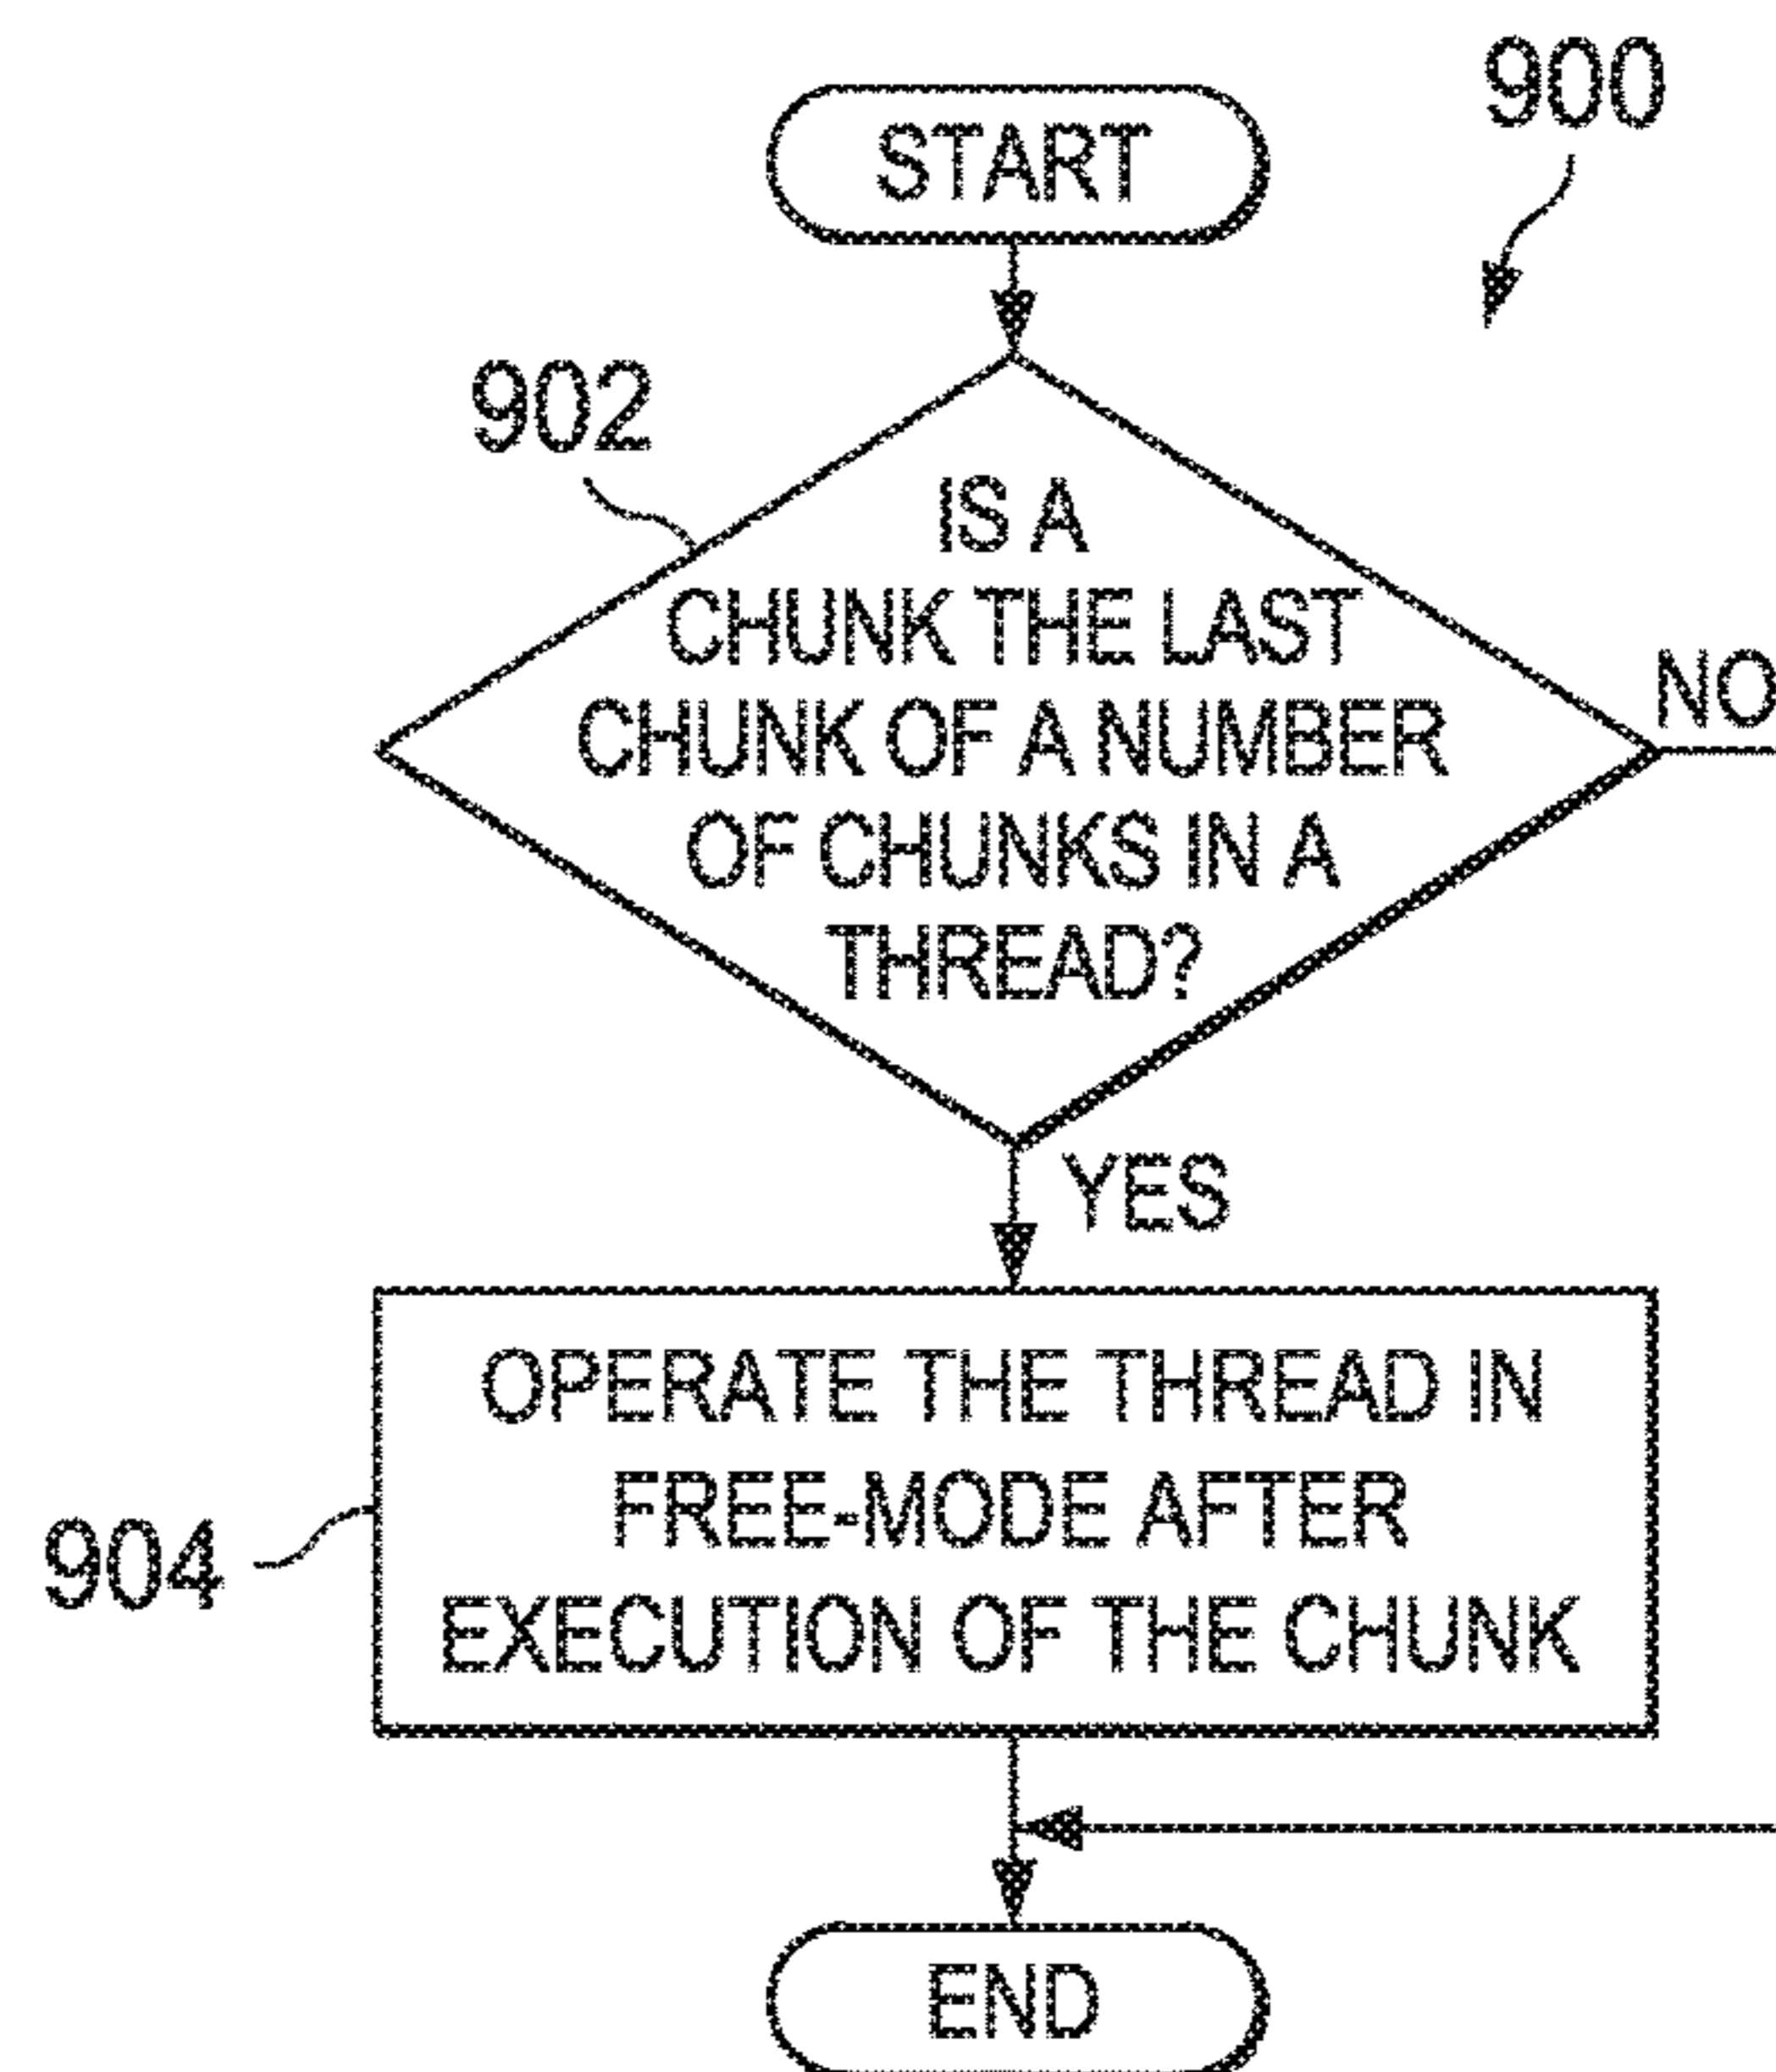 START
900
902
IS A
CHUNK THE LAST
CHUNK OF A NUMBER
OF CHUNKS IN A
THREAD?
NO
YES
904
OPERATE THE THREAD IN
FREE-MODE AFTER
EXECUTION OF THE CHUNK
END